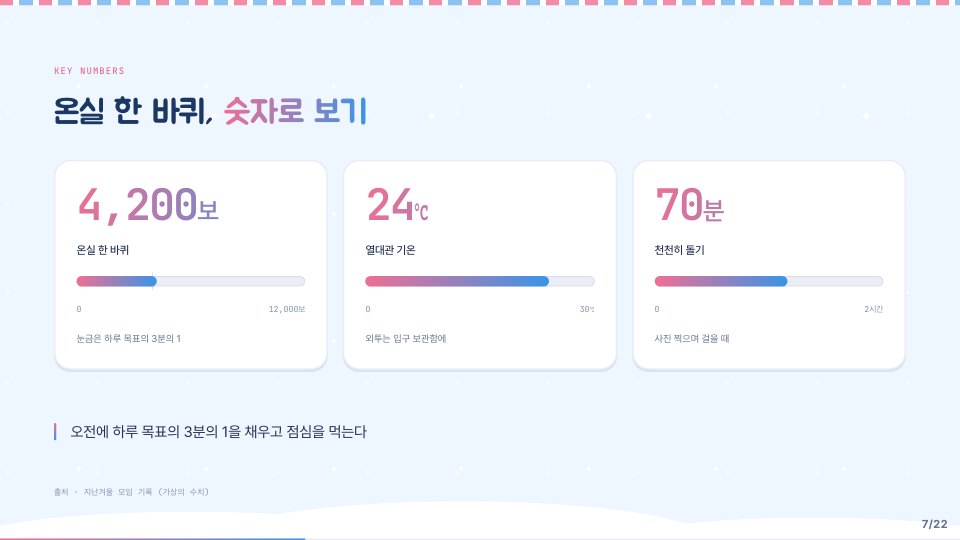 KEY NUMBERS
온실 한 바퀴, 숫자로 보기
4,200보
온실 한 바퀴
0 12,000보
눈금은 하루 목표의 3분의 1
24℃
열대관 기온
0 30℃
외투는 입구 보관함에
70분
천천히 돌기
0 2시간
사진 찍으며 걸을 때
오전에 하루 목표의 3분의 1을 채우고 점심을 먹는다
출처 · 지난겨울 모임 기록 (가상의 수치)
7/22